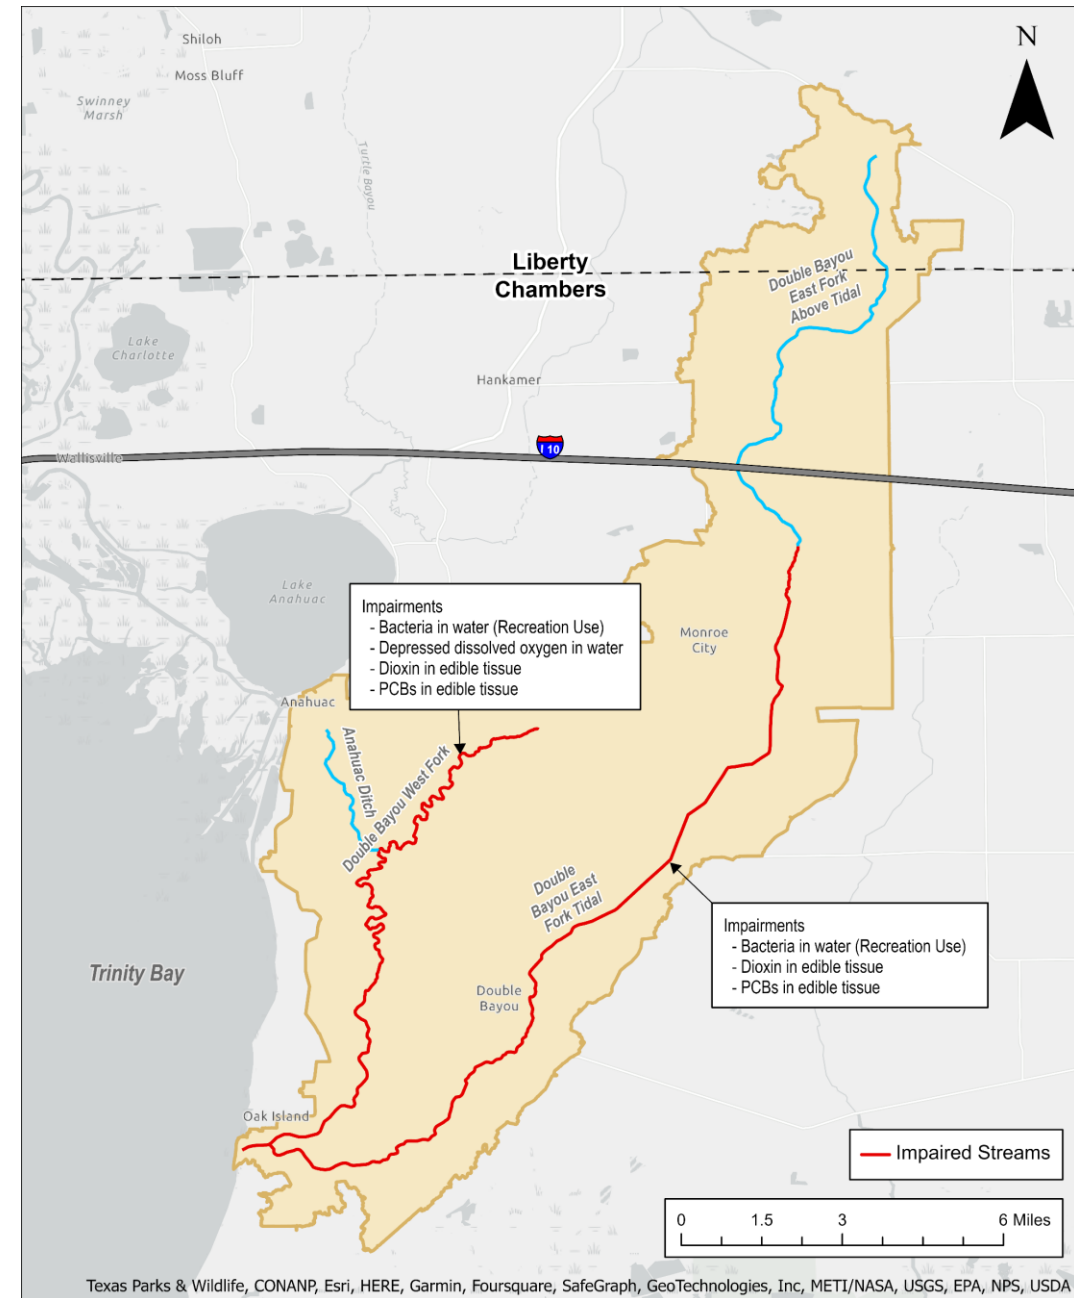 Shiloh
N
Moss Bluff
Swinney
Marsh
Turtle Bayou
Liberty
Chambers
Double Bayou
East Fork
Above Tidal
Lake
Charlotte
Hankamer
I 10
Wallisville
Lake
Anahuac
Impairments
- Bacteria in water (Recreation Use)
- Depressed dissolved oxygen in water
- Dioxin in edible tissue
- PCBs in edible tissue
Monroe
City
Anahuac
Anahuac Ditch
Double Bayou West Fork
Double
Bayou East
Fork Tidal
Impairments
- Bacteria in water (Recreation Use)
- Dioxin in edible tissue
- PCBs in edible tissue
Trinity Bay
Double
Bayou
Oak Island
Impaired Streams
0 1.5 3 6 Miles
Texas Parks & Wildlife, CONANP, Esri, HERE, Garmin, Foursquare, SafeGraph, GeoTechnologies, Inc, METI/NASA, USGS, EPA, NPS, USDA